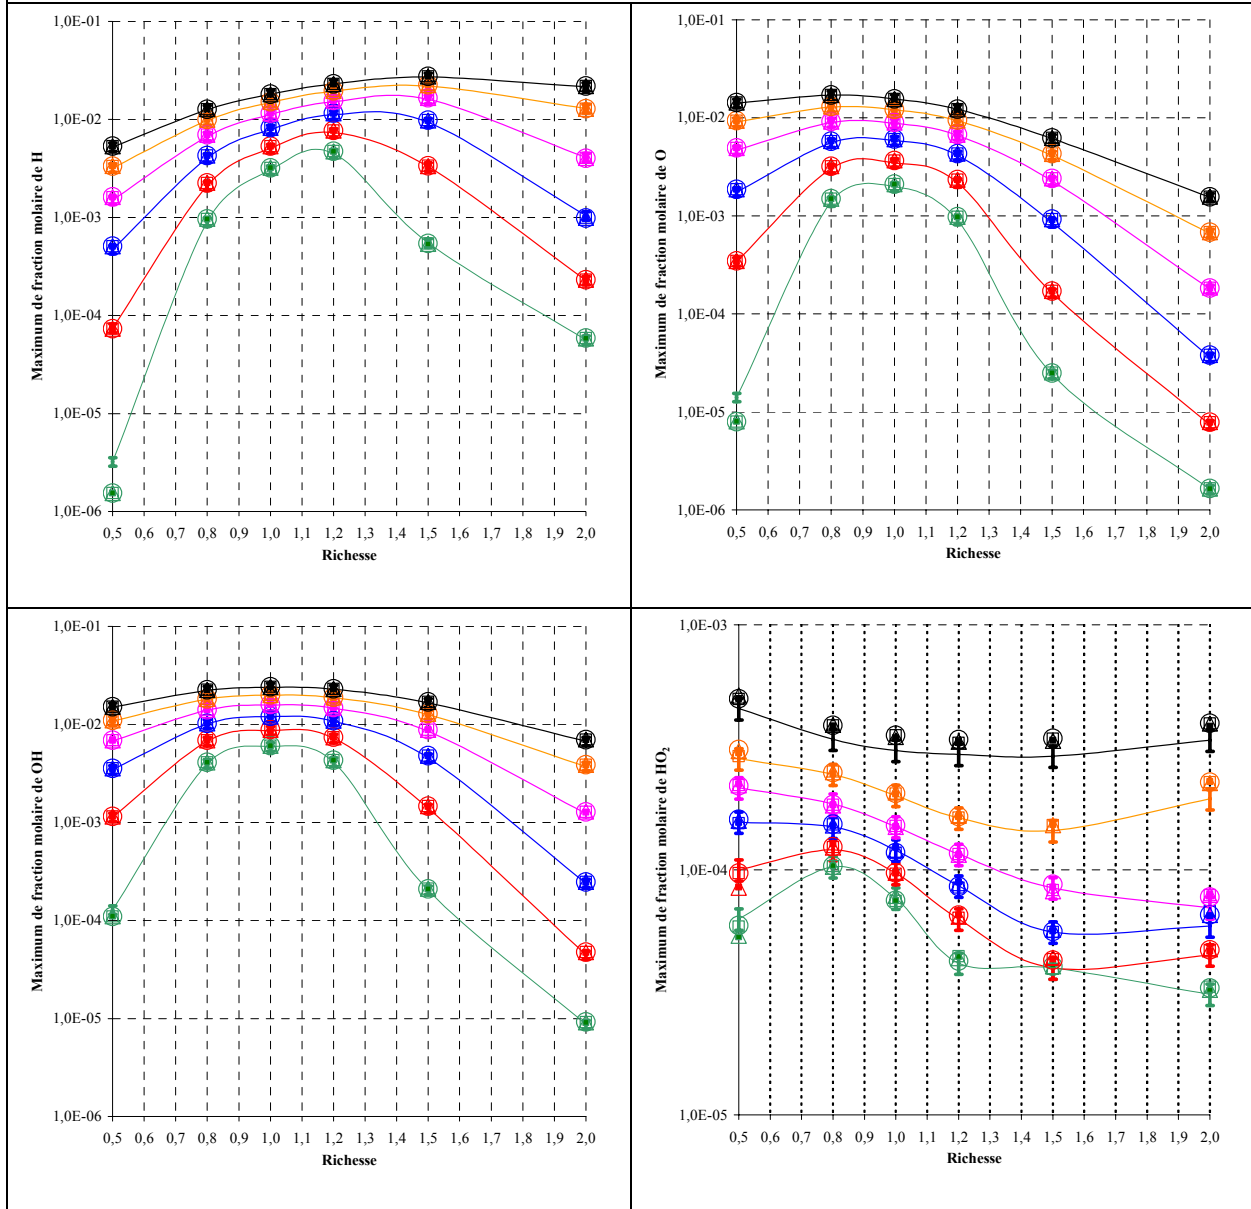 1,0E-01
1,0E-02
1,0E-03
1,0E-04
1,0E-05
1,0E-06
Maximum de fraction molaire de H
0,5 0,6 0,7 0,8 0,9 1,0 1,1 1,2 1,3 1,4 1,5 1,6 1,7 1,8 1,9 2,0
Richesse
1,0E-01
1,0E-02
1,0E-03
1,0E-04
1,0E-05
1,0E-06
Maximum de fraction molaire de O
0,5 0,6 0,7 0,8 0,9 1,0 1,1 1,2 1,3 1,4 1,5 1,6 1,7 1,8 1,9 2,0
Richesse
1,0E-01
1,0E-02
1,0E-03
1,0E-04
1,0E-05
1,0E-06
Maximum de fraction molaire de OH
0,5 0,6 0,7 0,8 0,9 1,0 1,1 1,2 1,3 1,4 1,5 1,6 1,7 1,8 1,9 2,0
Richesse
1,0E-03
1,0E-04
1,0E-05
Maximum de fraction molaire de HO₂
0,5 0,6 0,7 0,8 0,9 1,0 1,1 1,2 1,3 1,4 1,5 1,6 1,7 1,8 1,9 2,0
Richesse